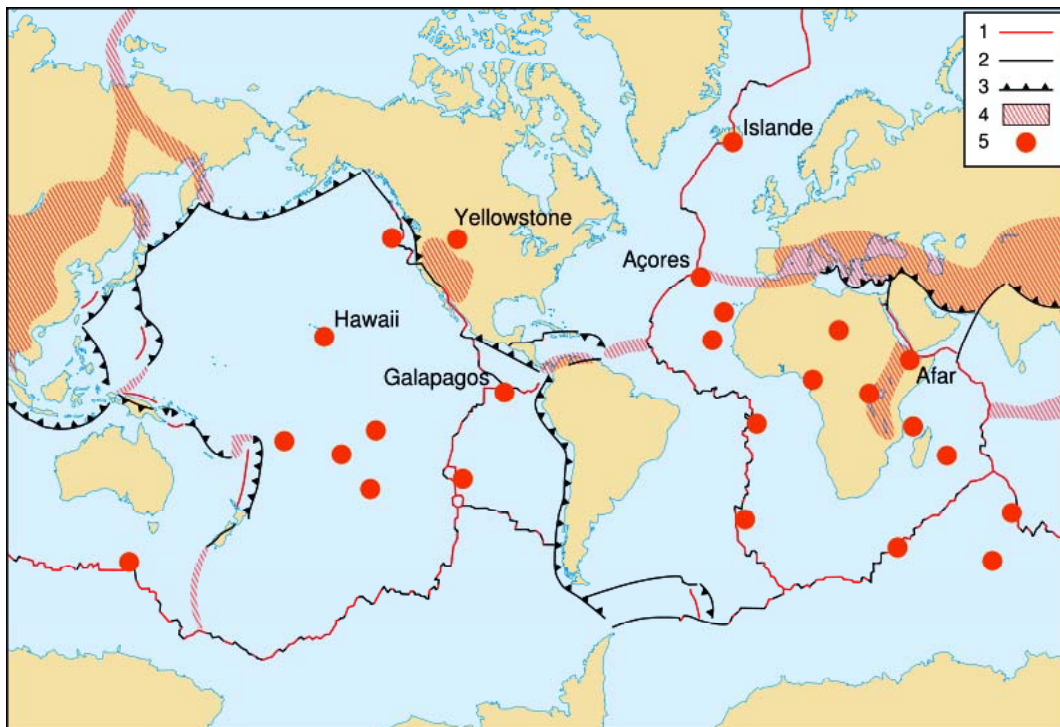 1
2
3
4
5
Islande
Yellowstone
Açores
Hawaii
Galapagos
Afar